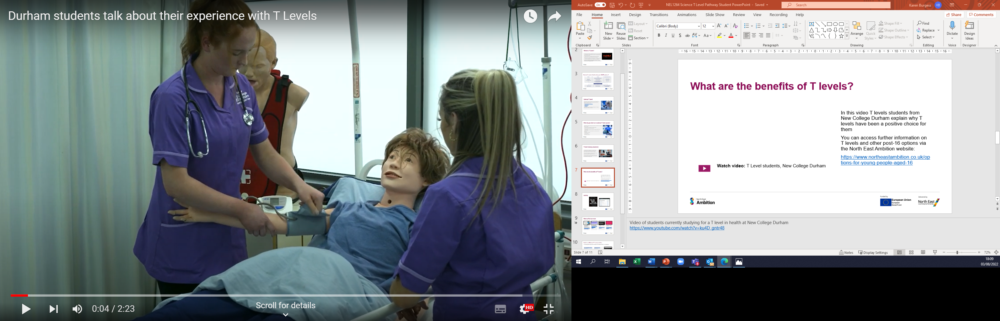 Durham students talk about their experience with T Levels
New College Durham
0:04 / 2:23
Scroll for details
HD
AutoSave On
NEL1264 Science T Level Pathway Student PowerPoint - Saved
Search
Karen Burgess KB
File Home Insert Design Transitions Animations Slide Show Review View Recording Help
Share Comments
Paste
New Slide
Reuse Slides
Layout
Reset
Section
Calibri (Body) 12
Arrange
Quick Styles
Shape Fill
Shape Outline
Shape Effects
Find
Replace
Select
Dictate
Design Ideas
Clipboard Slides Font Paragraph Drawing Editing Voice Designer
2
3
4
5
6
7
8
9
10
What are the benefits of T levels?
In this video T levels students from
New College Durham explain why T
levels have been a positive choice for
them
You can access further information on
T levels and other post-16 options via
the North East Ambition website:
https://www.northeastambition.co.uk/op
tions-for-young-people-aged-16
Watch video: T Level students, New College Durham
North East
Ambition
Funded by
European Union
European
Social Fund
Delivered by
North East
Local Enterprise Partnership
Video of students currently studying for a T level in health at New College Durham
https://www.youtube.com/watch?v=ku4D_gntr48
Slide 7 of 11
Notes Display Settings 72%
18:09
03/08/2022